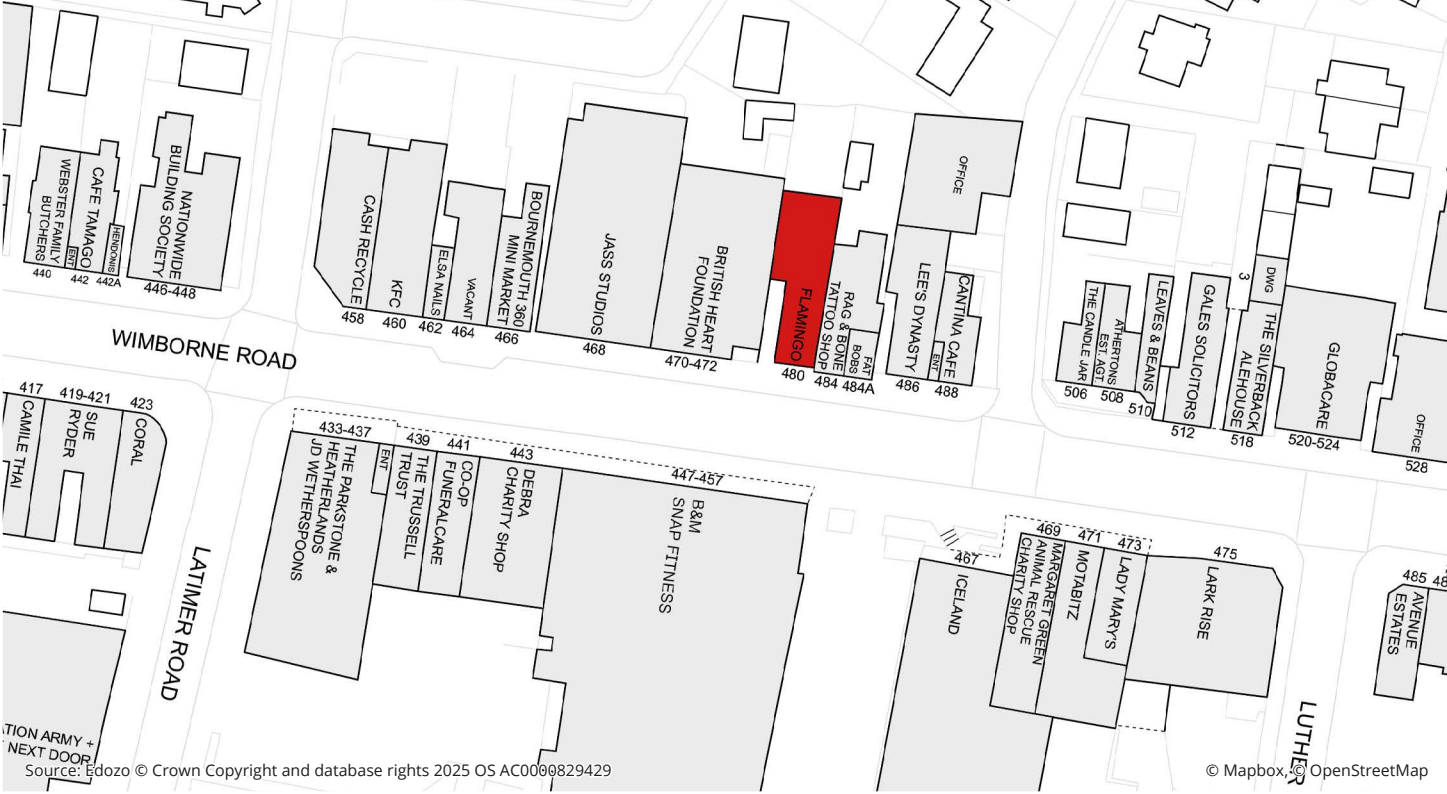 WEBSTER FAMILY
BUTCHERS
440
CAFE TAMAGO
ENT
442
HENDONIS
442A
NATIONWIDE
BUILDING SOCIETY
446-448
CASH RECYCLE
458
KFC
460
ELSA NAILS
462
VACANT
464
BOURNEMOUTH 360
MINI MARKET
466
JASS STUDIOS
468
BRITISH HEART
FOUNDATION
470-472
FLAMINGO
480
RAG & BONE
TATTOO SHOP
484
FAT
BOBS
484A
OFFICE
LEE'S DYNASTY
486
CANTINA CAFE
ENT
488
THE CANDLE JAR
506
ATHERTONS
EST. AGT.
508
LEAVES & BEANS
510
GALES SOLICITORS
512
3
DWG
THE SILVERBACK
ALEHOUSE
518
GLOBACARE
520-524
OFFICE
528
WIMBORNE ROAD
417
CAMILE THAI
419-421
SUE
RYDER
423
CORAL
LATIMER ROAD
433-437
THE PARKSTONE &
HEATHERLANDS
JD WETHERSPOONS
ENT
439
THE TRUSSELL
TRUST
441
CO-OP
FUNERALCARE
443
DEBRA
CHARITY SHOP
447-457
B&M
SNAP FITNESS
467
ICELAND
469
MARGARET GREEN
ANIMAL RESCUE
CHARITY SHOP
471
MOTABITZ
473
LADY MARY'S
475
LARK RISE
485
48
AVENUE
ESTATES
LUTHER
TION ARMY +
NEXT DOOR
Source: Edozo © Crown Copyright and database rights 2025 OS AC0000829429
© Mapbox, © OpenStreetMap